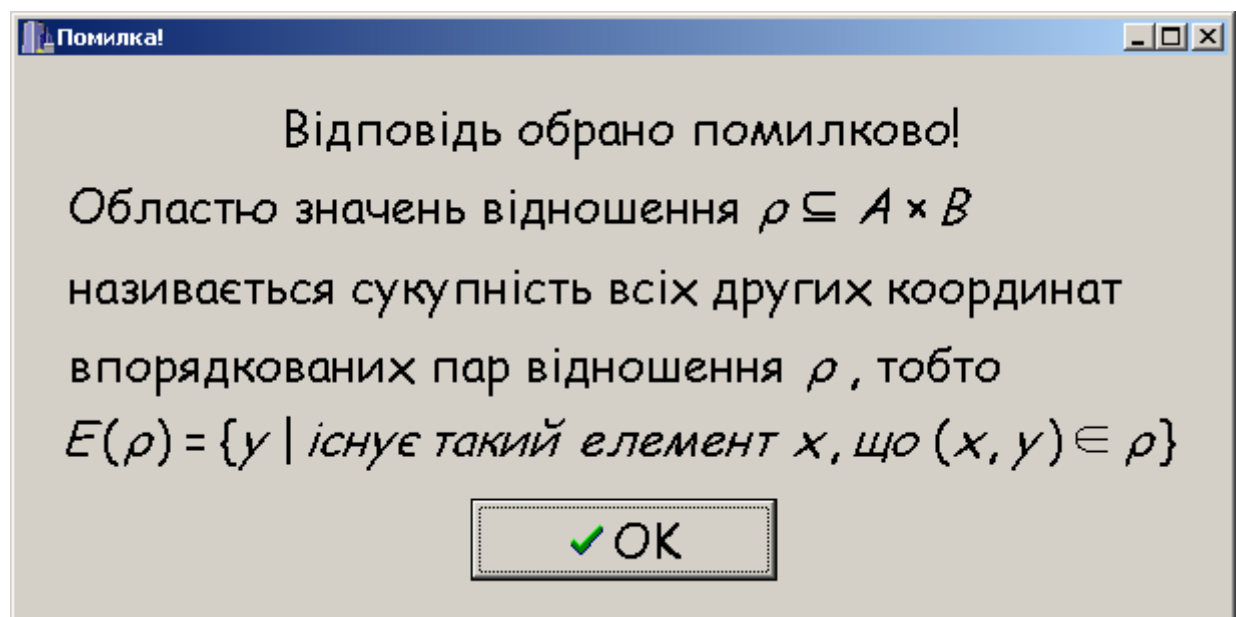 Помилка!
Відповідь обрано помилково!
Областю значень відношення ρ ⊆ A × B
називається сукупність всіх других координат
впорядкованих пар відношення ρ , тобто
E(ρ) = {y | існує такий елемент x, що (x, y) ∈ ρ}
OK